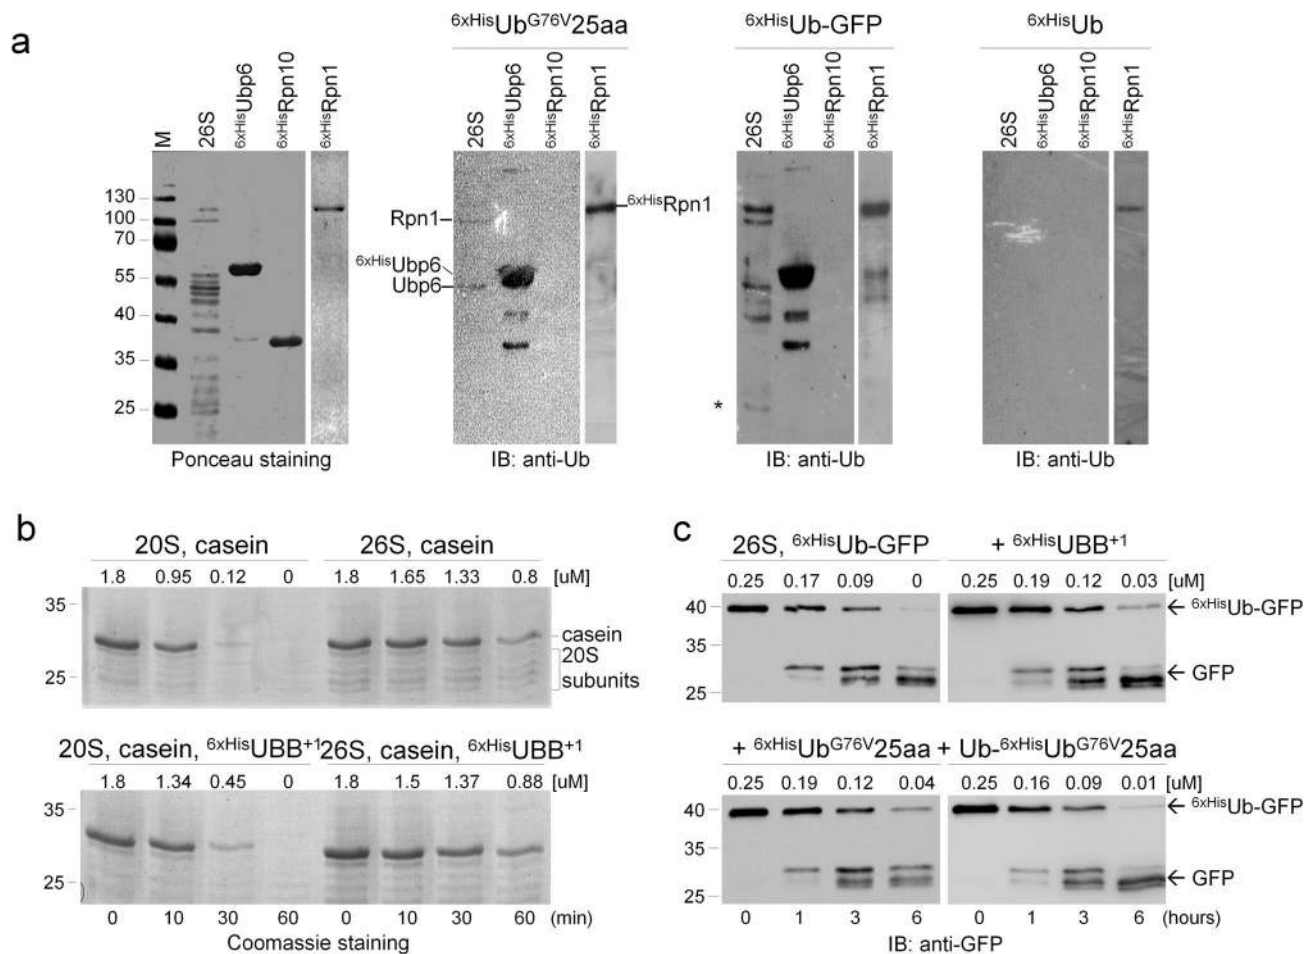 a
6xHisUbG76V25aa
6xHisUb-GFP
6xHisUb
M 26S 6xHisUbp6 6xHisRpn10 6xHisRpn1
26S 6xHisUbp6 6xHisRpn10 6xHisRpn1
26S 6xHisUbp6 6xHisRpn10 6xHisRpn1
26S 6xHisUbp6 6xHisRpn10 6xHisRpn1
130
100
70
55
40
35
25
Rpn1
6xHisUbp6
Ubp6
6xHisRpn1
*
Ponceau staining
IB: anti-Ub
IB: anti-Ub
IB: anti-Ub
b
20S, casein
26S, casein
1.8 0.95 0.12 0
1.8 1.65 1.33 0.8 [uM]
35
25
casein
20S
subunits
20S, casein, 6xHisUBB+1
26S, casein, 6xHisUBB+1
1.8 1.34 0.45 0
1.8 1.5 1.37 0.88 [uM]
35
25
0 10 30 60
0 10 30 60 (min)
Coomassie staining
c
26S, 6xHisUb-GFP
+ 6xHisUBB+1
0.25 0.17 0.09 0 [uM]
0.25 0.19 0.12 0.03
40
35
25
← 6xHisUb-GFP
← GFP
+ 6xHisUbG76V25aa
+ Ub-6xHisUbG76V25aa
0.25 0.19 0.12 0.04
0.25 0.16 0.09 0.01 [uM]
40
35
25
← 6xHisUb-GFP
← GFP
0 1 3 6
0 1 3 6 (hours)
IB: anti-GFP